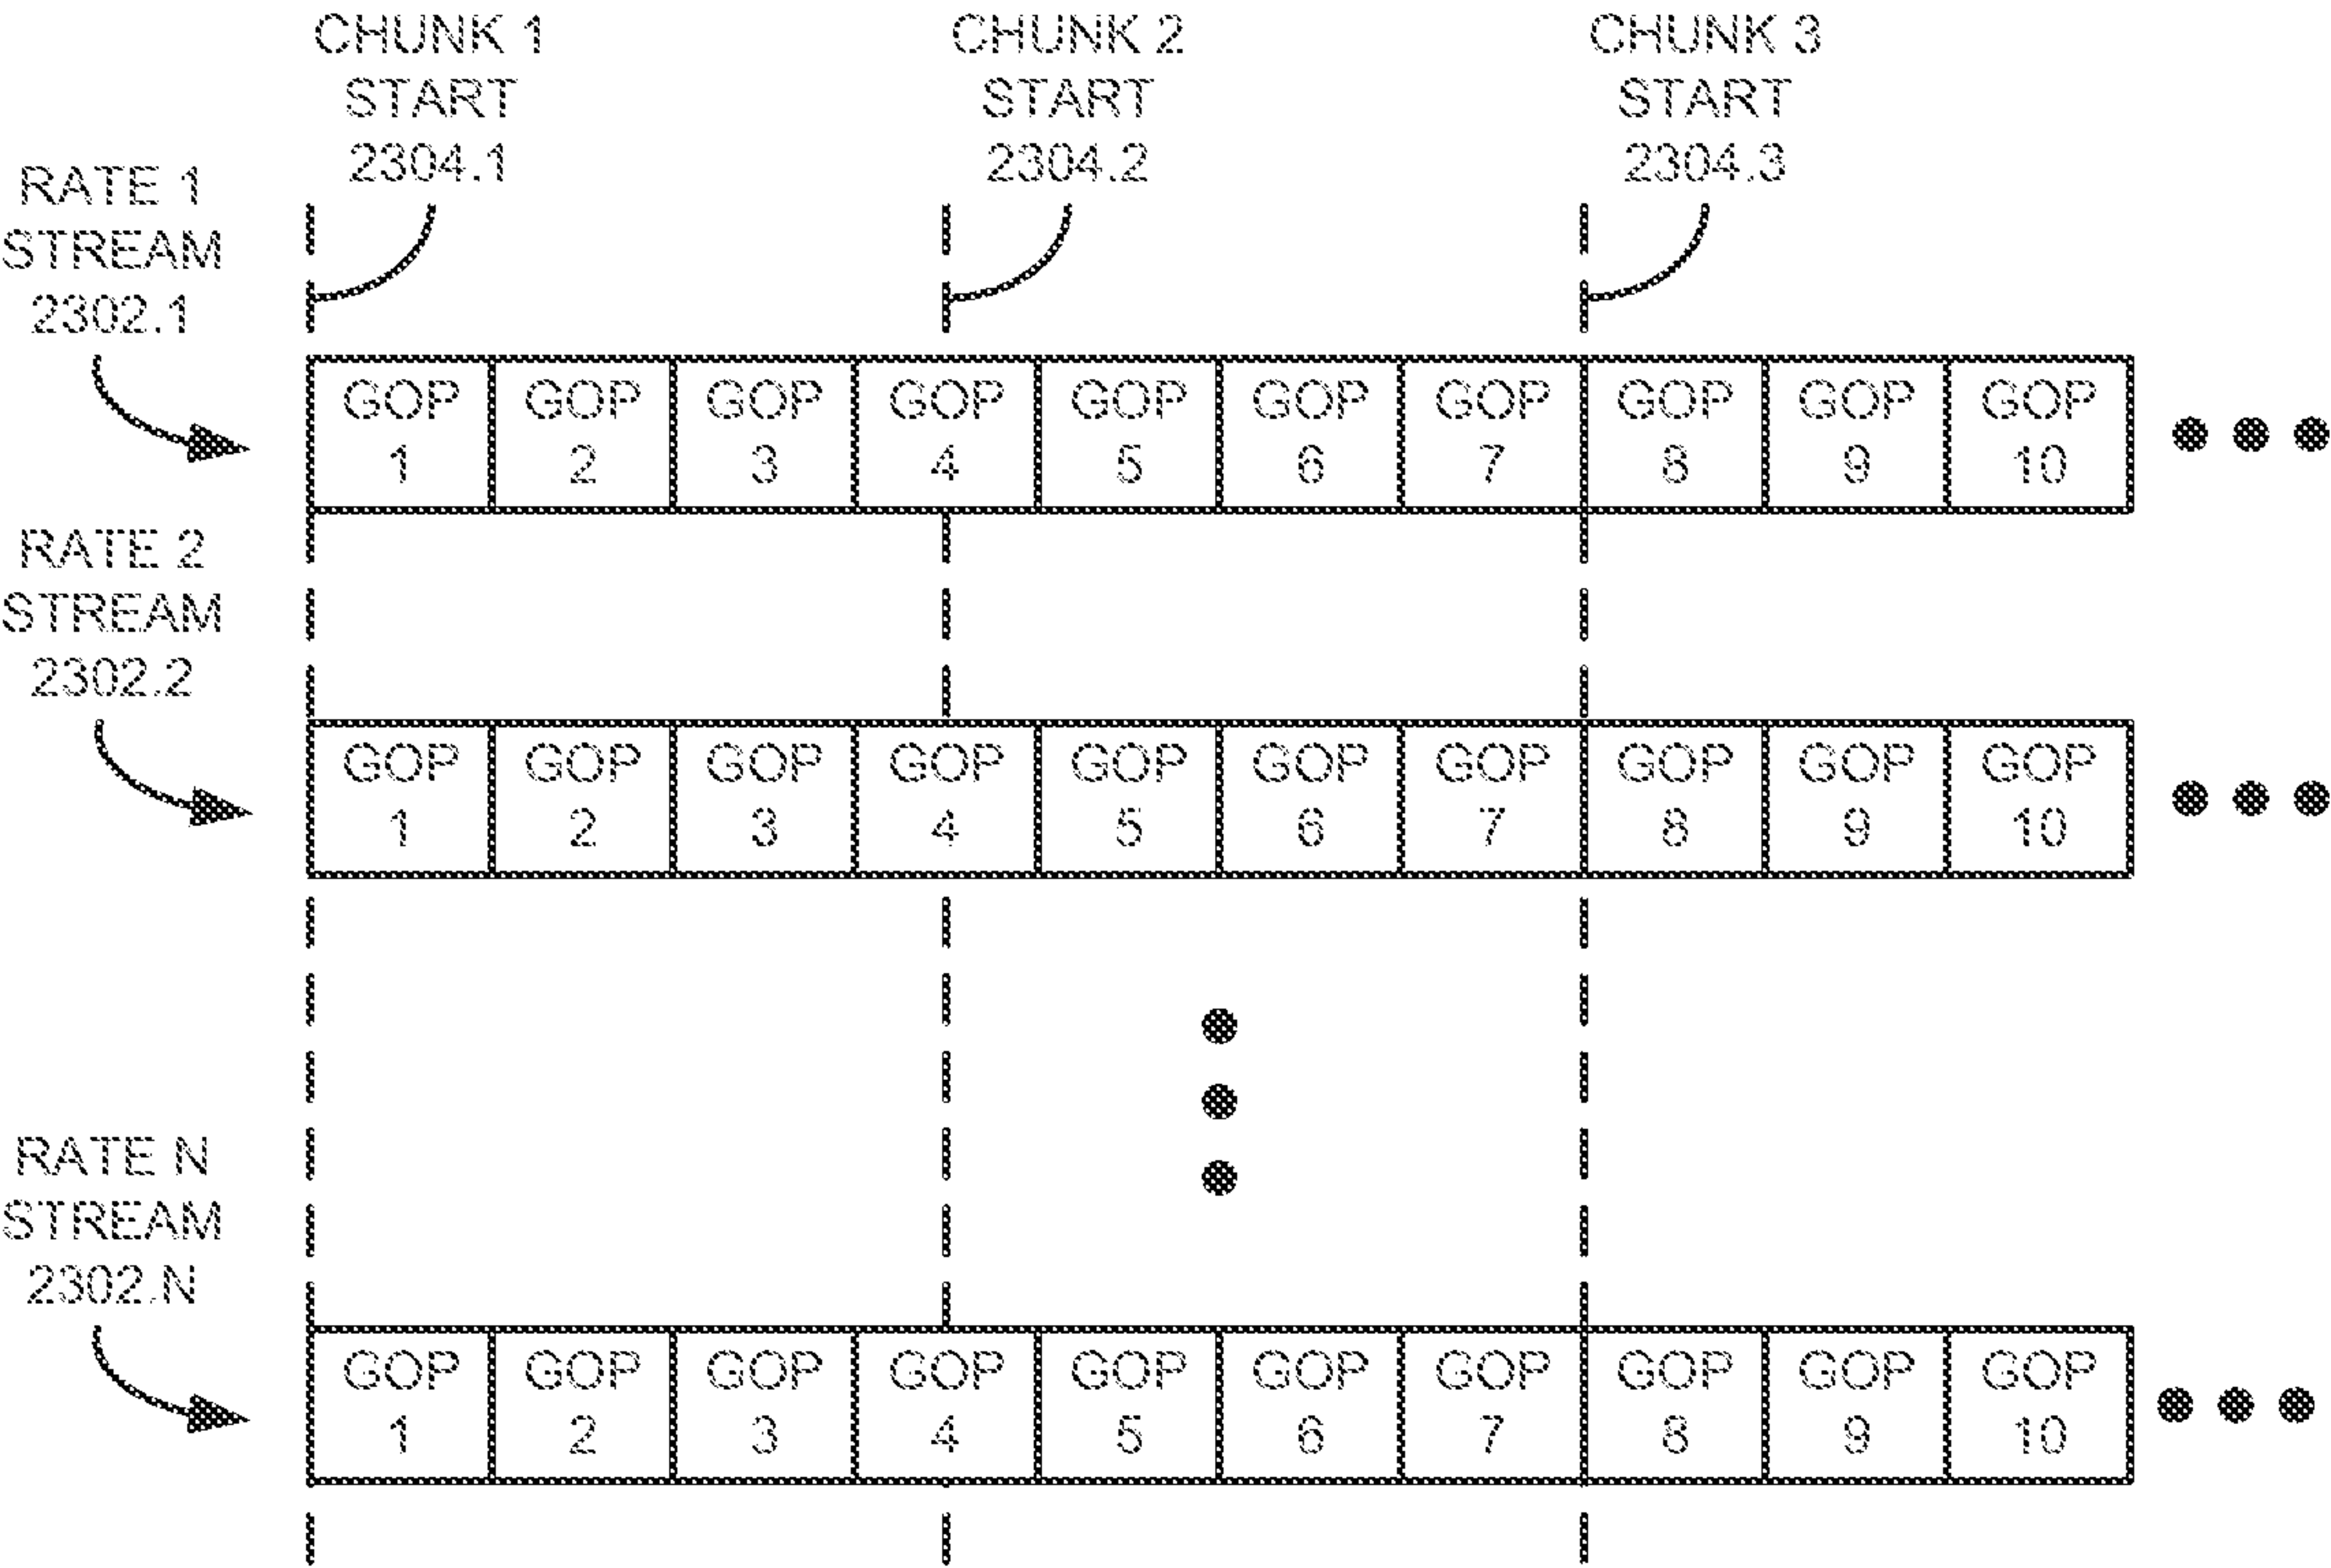 CHUNK 1
START
2304.1
CHUNK 2
START
2304.2
CHUNK 3
START
2304.3
RATE 1
STREAM
2302.1
GOP GOP GOP GOP GOP GOP GOP GOP GOP GOP
1 2 3 4 5 6 7 8 9 10
RATE 2
STREAM
2302.2
GOP GOP GOP GOP GOP GOP GOP GOP GOP GOP
1 2 3 4 5 6 7 8 9 10
RATE N
STREAM
2302.N
GOP GOP GOP GOP GOP GOP GOP GOP GOP GOP
1 2 3 4 5 6 7 8 9 10